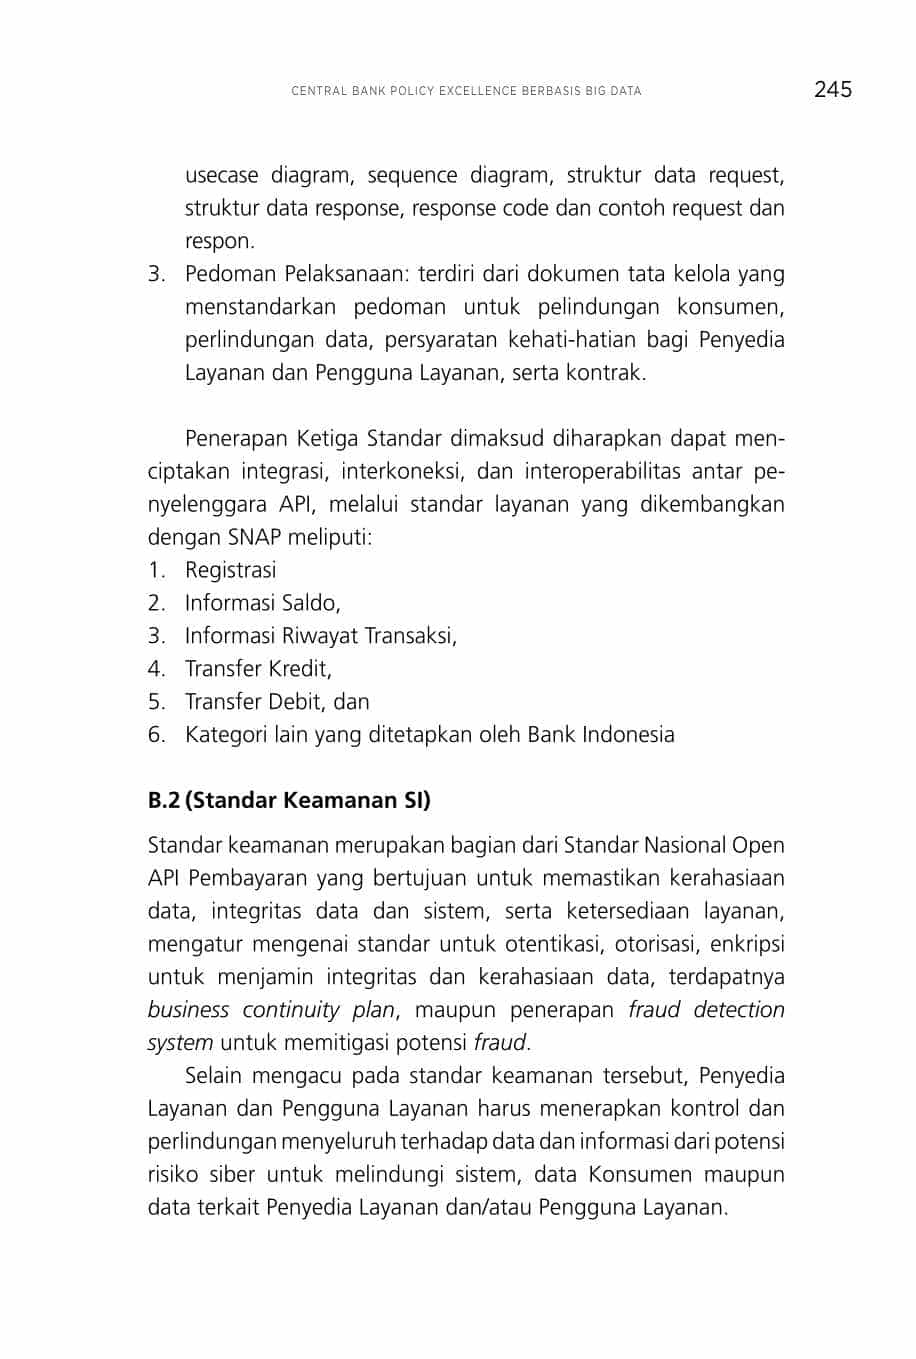 CENTRAL BANK POLICY EXCELLENCE BERBASIS BIG DATA 245
usecase diagram, sequence diagram, struktur data request,
struktur data response, response code dan contoh request dan
respon.
3. Pedoman Pelaksanaan: terdiri dari dokumen tata kelola yang
menstandarkan pedoman untuk pelindungan konsumen,
perlindungan data, persyaratan kehati-hatian bagi Penyedia
Layanan dan Pengguna Layanan, serta kontrak.
Penerapan Ketiga Standar dimaksud diharapkan dapat men-
ciptakan integrasi, interkoneksi, dan interoperabilitas antar pe-
nyelenggara API, melalui standar layanan yang dikembangkan
dengan SNAP meliputi:
1. Registrasi
2. Informasi Saldo,
3. Informasi Riwayat Transaksi,
4. Transfer Kredit,
5. Transfer Debit, dan
6. Kategori lain yang ditetapkan oleh Bank Indonesia
B.2 (Standar Keamanan SI)
Standar keamanan merupakan bagian dari Standar Nasional Open
API Pembayaran yang bertujuan untuk memastikan kerahasiaan
data, integritas data dan sistem, serta ketersediaan layanan,
mengatur mengenai standar untuk otentikasi, otorisasi, enkripsi
untuk menjamin integritas dan kerahasiaan data, terdapatnya
business continuity plan, maupun penerapan fraud detection
system untuk memitigasi potensi fraud.
Selain mengacu pada standar keamanan tersebut, Penyedia
Layanan dan Pengguna Layanan harus menerapkan kontrol dan
perlindungan menyeluruh terhadap data dan informasi dari potensi
risiko siber untuk melindungi sistem, data Konsumen maupun
data terkait Penyedia Layanan dan/atau Pengguna Layanan.